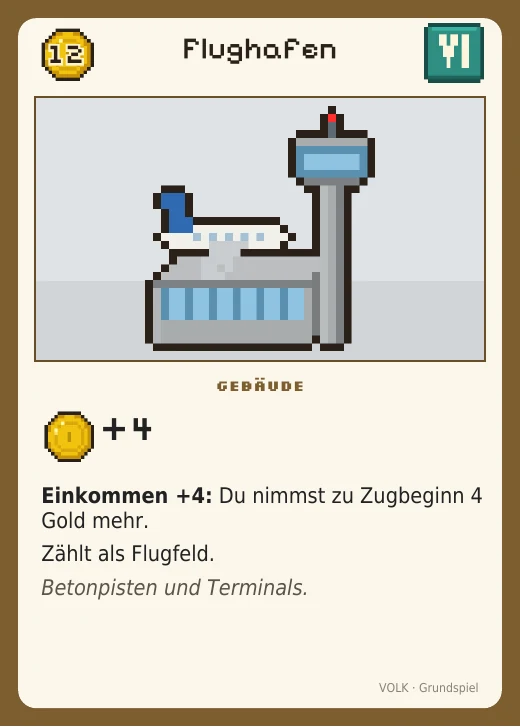 12
Flughafen
VI
GEBÄUDE
+4
Einkommen +4: Du nimmst zu Zugbeginn 4
Gold mehr.
Zählt als Flugfeld.
Betonpisten und Terminals.
VOLK · Grundspiel